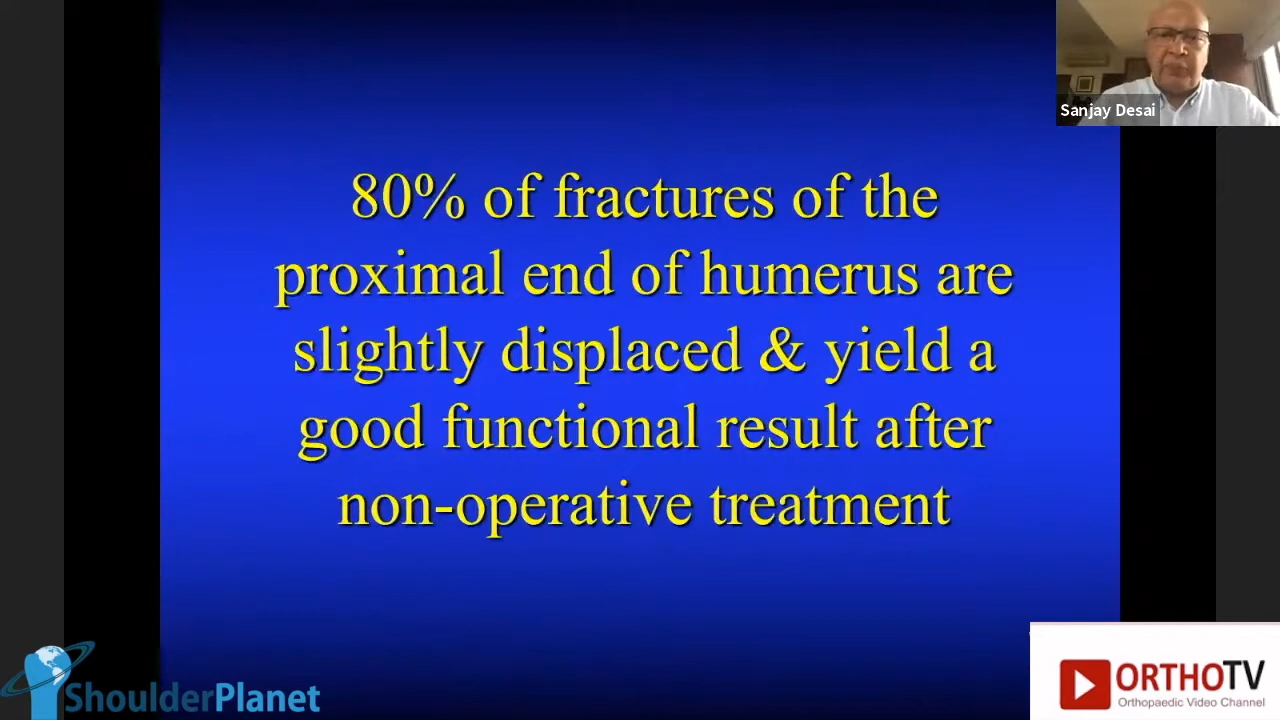 Sanjay Desai
80% of fractures of the
proximal end of humerus are
slightly displaced & yield a
good functional result after
non-operative treatment
ShoulderPlanet
ORTHOTV
Orthopaedic Video Channel